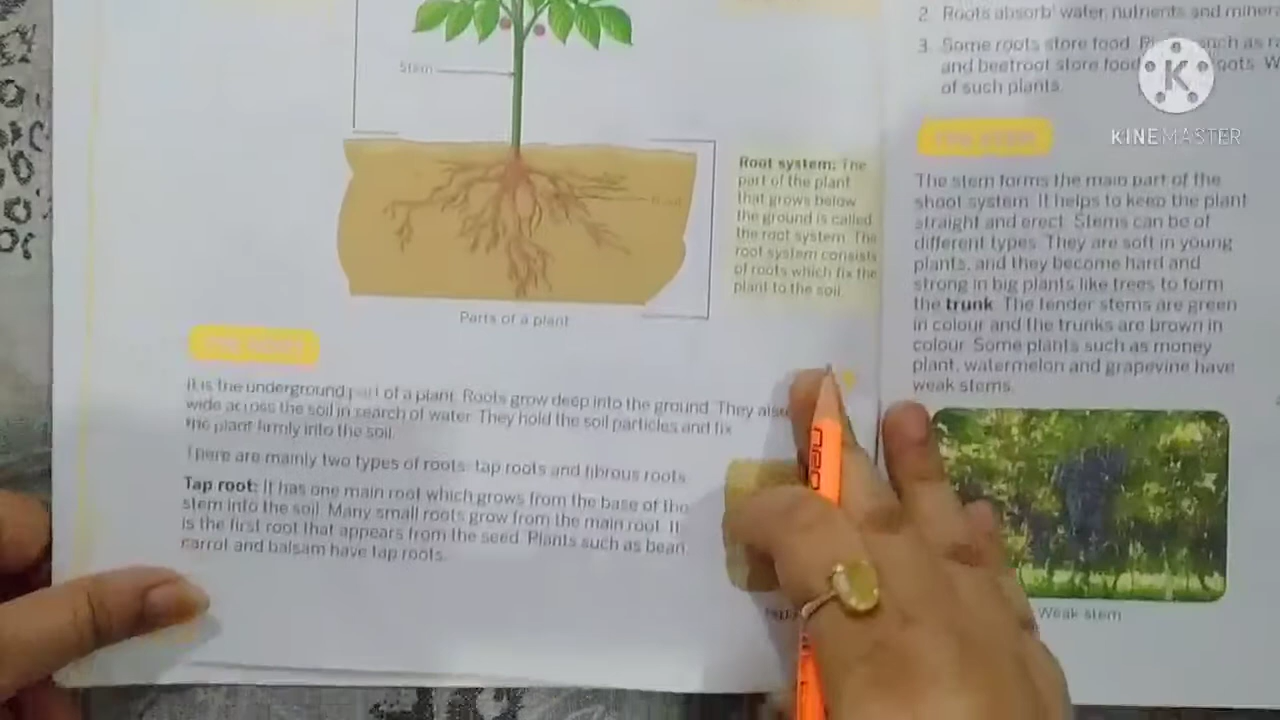 Stem
Root system: The
part of the plant
that grows below
the ground is called
the root system. The
root system consists
of roots which fix the
plant to the soil.
Parts of a plant
It is the underground part of a plant. Roots grow deep into the ground. They also
wide across the soil in search of water. They hold the soil particles and fix
the plant firmly into the soil.
There are mainly two types of roots: tap roots and fibrous roots.
Tap root: It has one main root which grows from the base of the
stem into the soil. Many small roots grow from the main root. It
is the first root that appears from the seed. Plants such as bean,
carrot and balsam have tap roots.
2. Roots absorb water, nutrients and
3. Some roots store food. such as
and beetroot store food
of such plants.
KINEMASTER
The stem forms the main part of the
shoot system. It helps to keep the plant
straight and erect. Stems can be of
different types. They are soft in young
plants, and they become hard and
strong in big plants like trees to form
the trunk. The tender stems are green
in colour and the trunks are brown in
colour. Some plants such as money
plant, watermelon and grapevine have
weak stems.
Weak stem